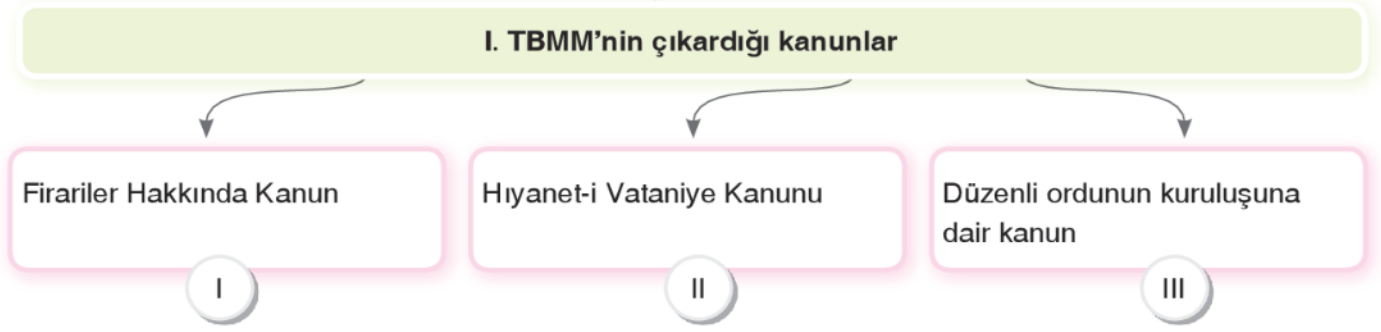 I. TBMM'nin çıkardığı kanunlar
Firariler Hakkında Kanun
I
Hıyanet-i Vataniye Kanunu
II
Düzenli ordunun kuruluşuna
dair kanun
III